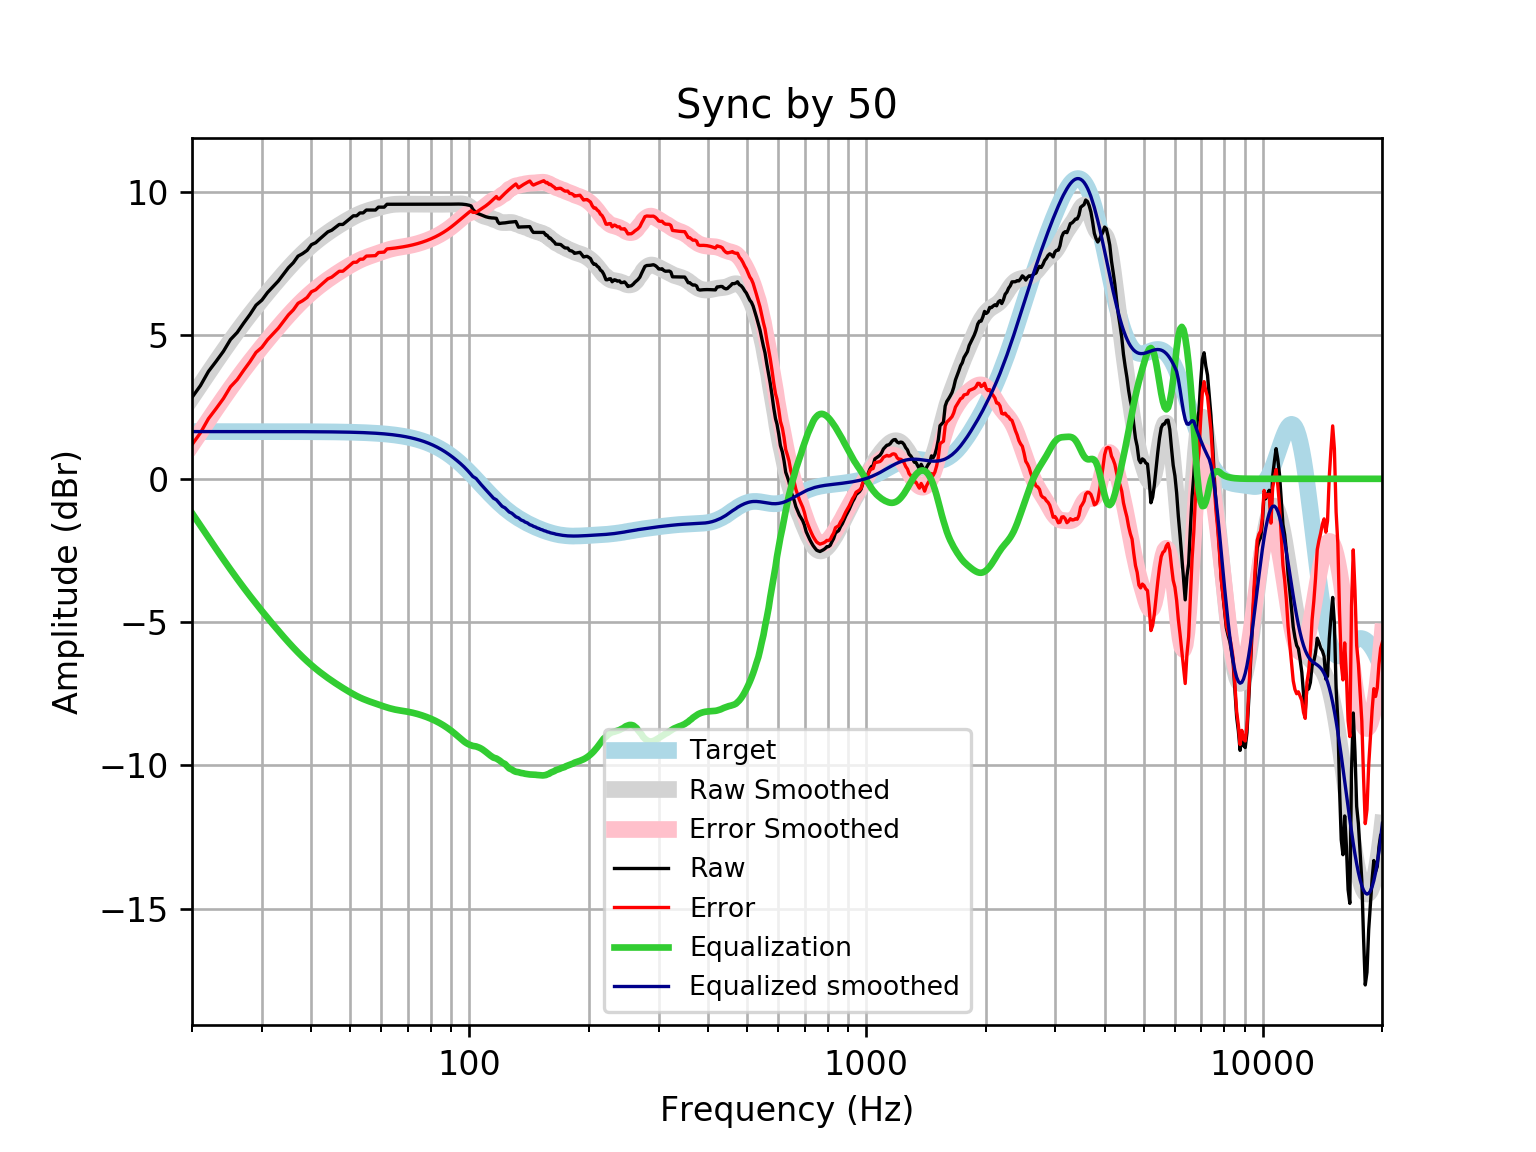 Sync by 50
Amplitude (dBr)
10
5
0
−5
−10
−15
Target
Raw Smoothed
Error Smoothed
Raw
Error
Equalization
Equalized smoothed
100
1000
10000
Frequency (Hz)